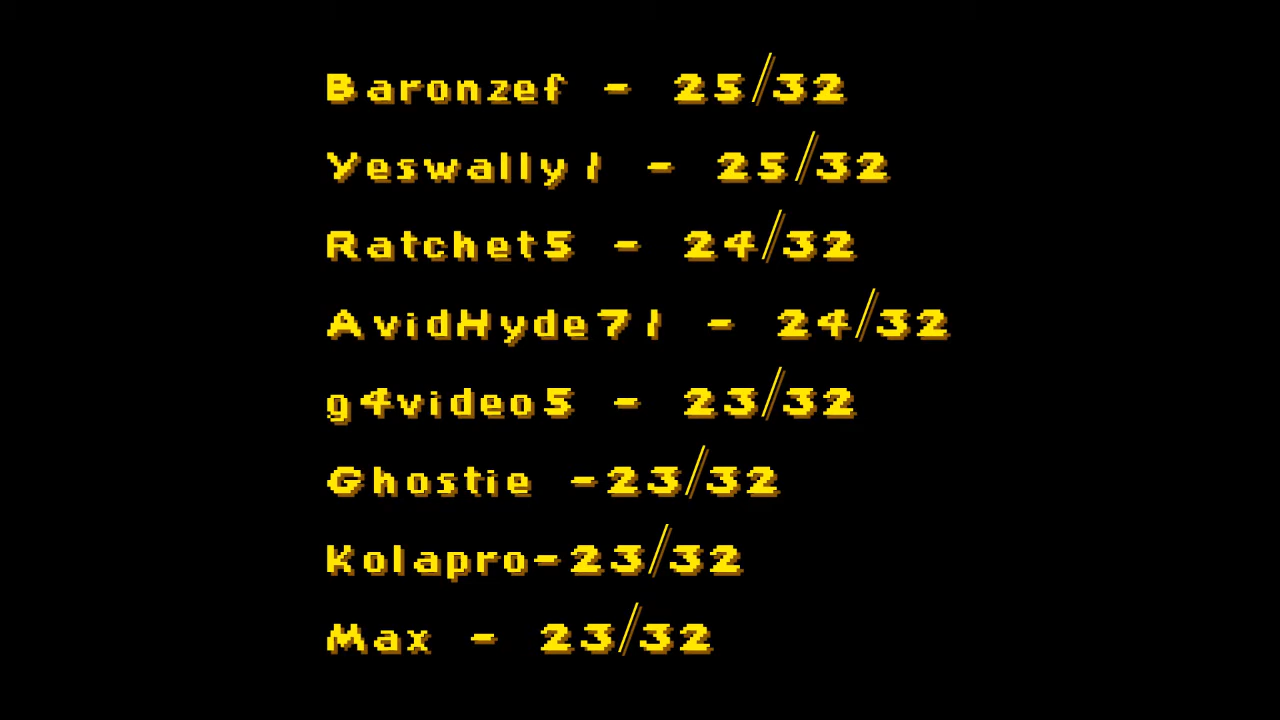 Baronzef - 25/32
Yeswally1 - 25/32
Ratchet5 - 24/32
AvidHyde71 - 24/32
g4video5 - 23/32
Ghostie -23/32
Kolapro-23/32
Max - 23/32